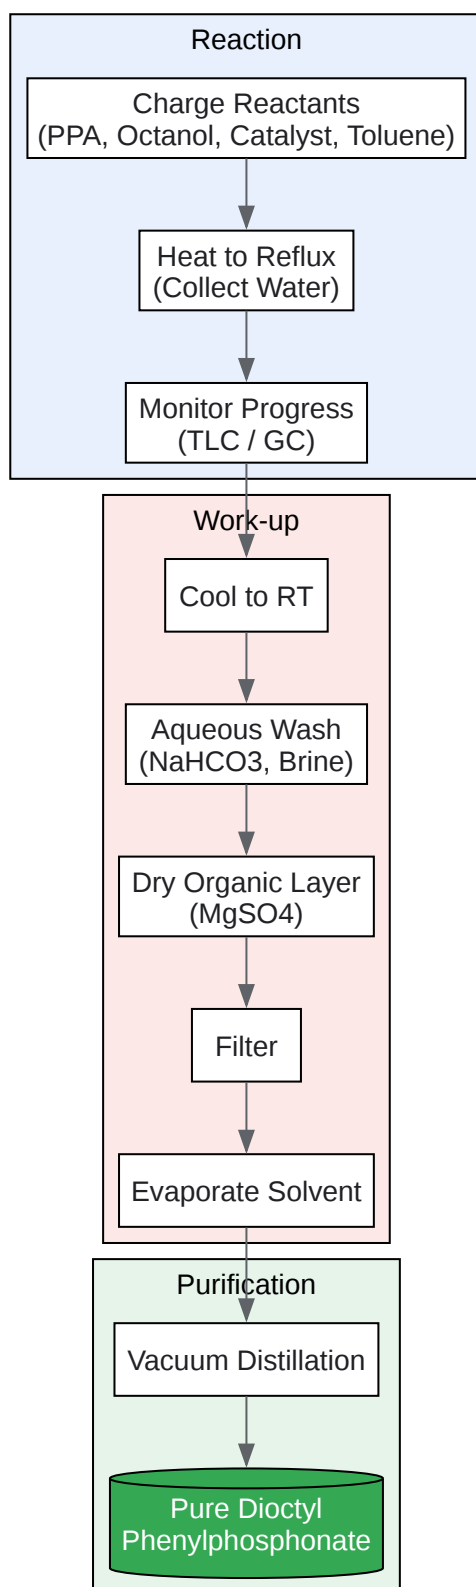 Reaction
Charge Reactants
(PPA, Octanol, Catalyst, Toluene)
Heat to Reflux
(Collect Water)
Monitor Progress
(TLC / GC)
Work-up
Cool to RT
Aqueous Wash
(NaHCO3, Brine)
Dry Organic Layer
(MgSO4)
Filter
Evaporate Solvent
Purification
Vacuum Distillation
Pure Dioctyl
Phenylphosphonate